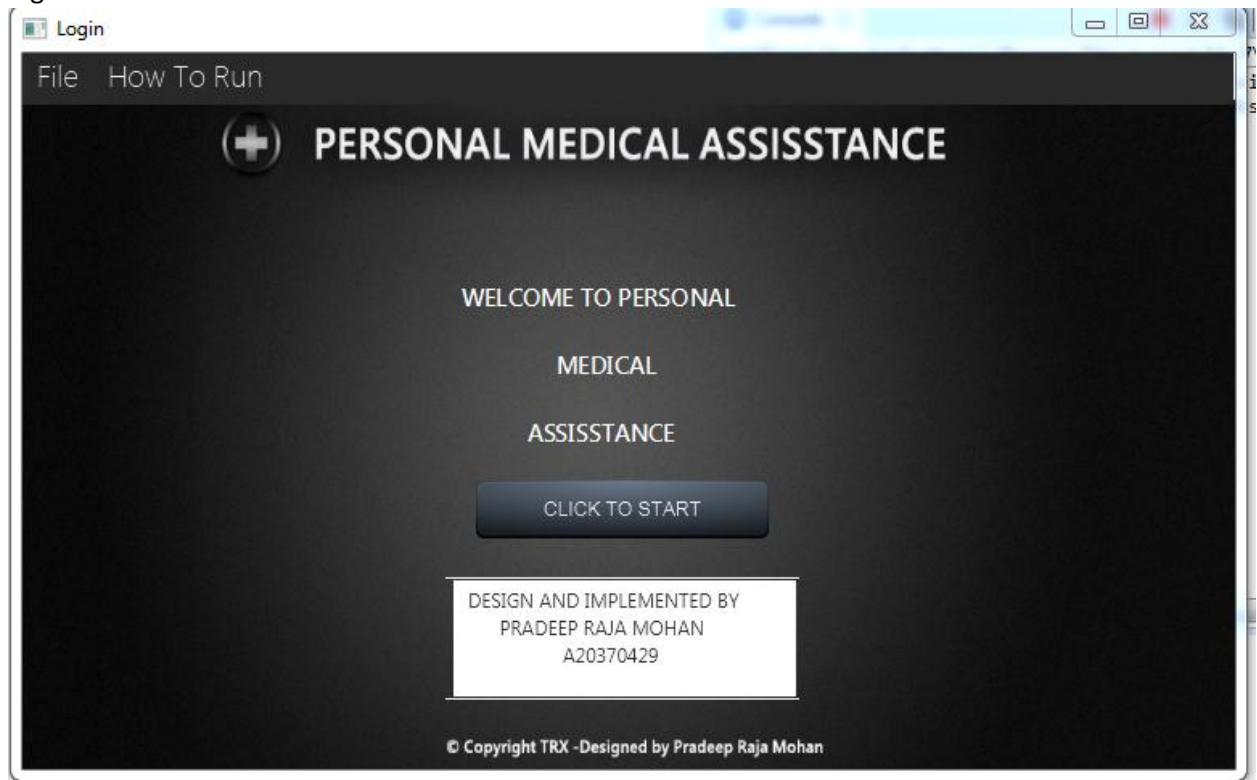 Login
File How To Run
PERSONAL MEDICAL ASSISSTANCE
WELCOME TO PERSONAL
MEDICAL
ASSISSTANCE
CLICK TO START
DESIGN AND IMPLEMENTED BY
PRADEEP RAJA MOHAN
A20370429
© Copyright TRX -Designed by Pradeep Raja Mohan